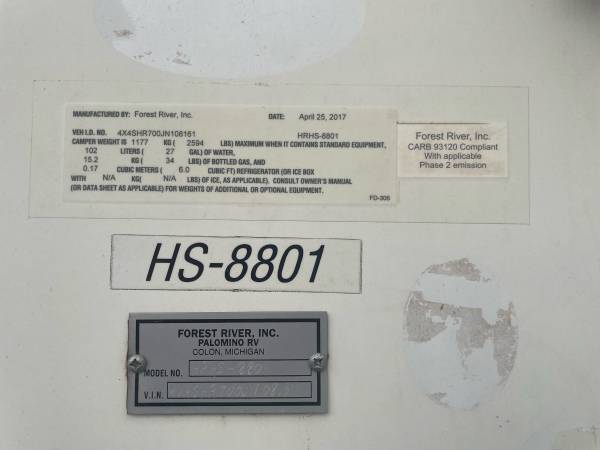 MANUFACTURED BY: Forest River, Inc. DATE: April 25, 2017
VEH I.D. NO. 4X4SHR700JN106161 HRHS-8801
CAMPER WEIGHT IS 1177 KG ( 2594 LBS) MAXIMUM WHEN IT CONTAINS STANDARD EQUIPMENT,
102 LITERS ( 27 GAL) OF WATER,
15.2 KG ( 34 LBS) OF BOTTLED GAS, AND
0.17 CUBIC METERS ( 6.0 CUBIC FT) REFRIGERATOR (OR ICE BOX
WITH N/A KG( N/A LBS) OF ICE, AS APPLICABLE). CONSULT OWNER'S MANUAL
(OR DATA SHEET AS APPLICABLE) FOR WEIGHTS OF ADDITIONAL OR OPTIONAL EQUIPMENT.
FD-306
Forest River, Inc.
CARB 93120 Compliant
With applicable
Phase 2 emission
HS-8801
FOREST RIVER, INC.
PALOMINO RV
COLON, MICHIGAN
MODEL NO.
V.I.N.